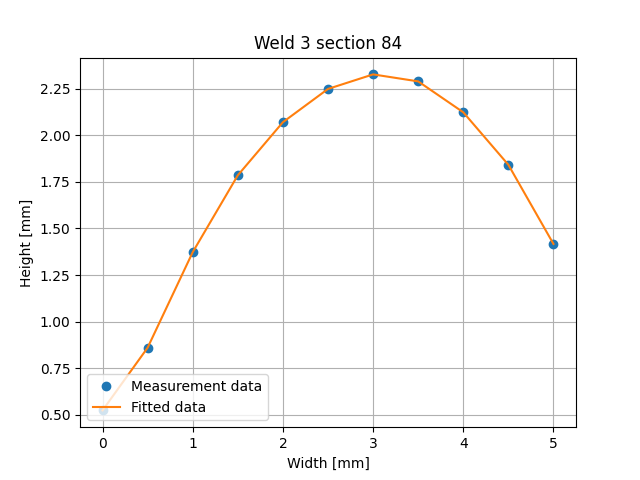 Weld 3 section 84
Height [mm]
2.25
2.00
1.75
1.50
1.25
1.00
0.75
0.50
Measurement data
Fitted data
0 1 2 3 4 5
Width [mm]